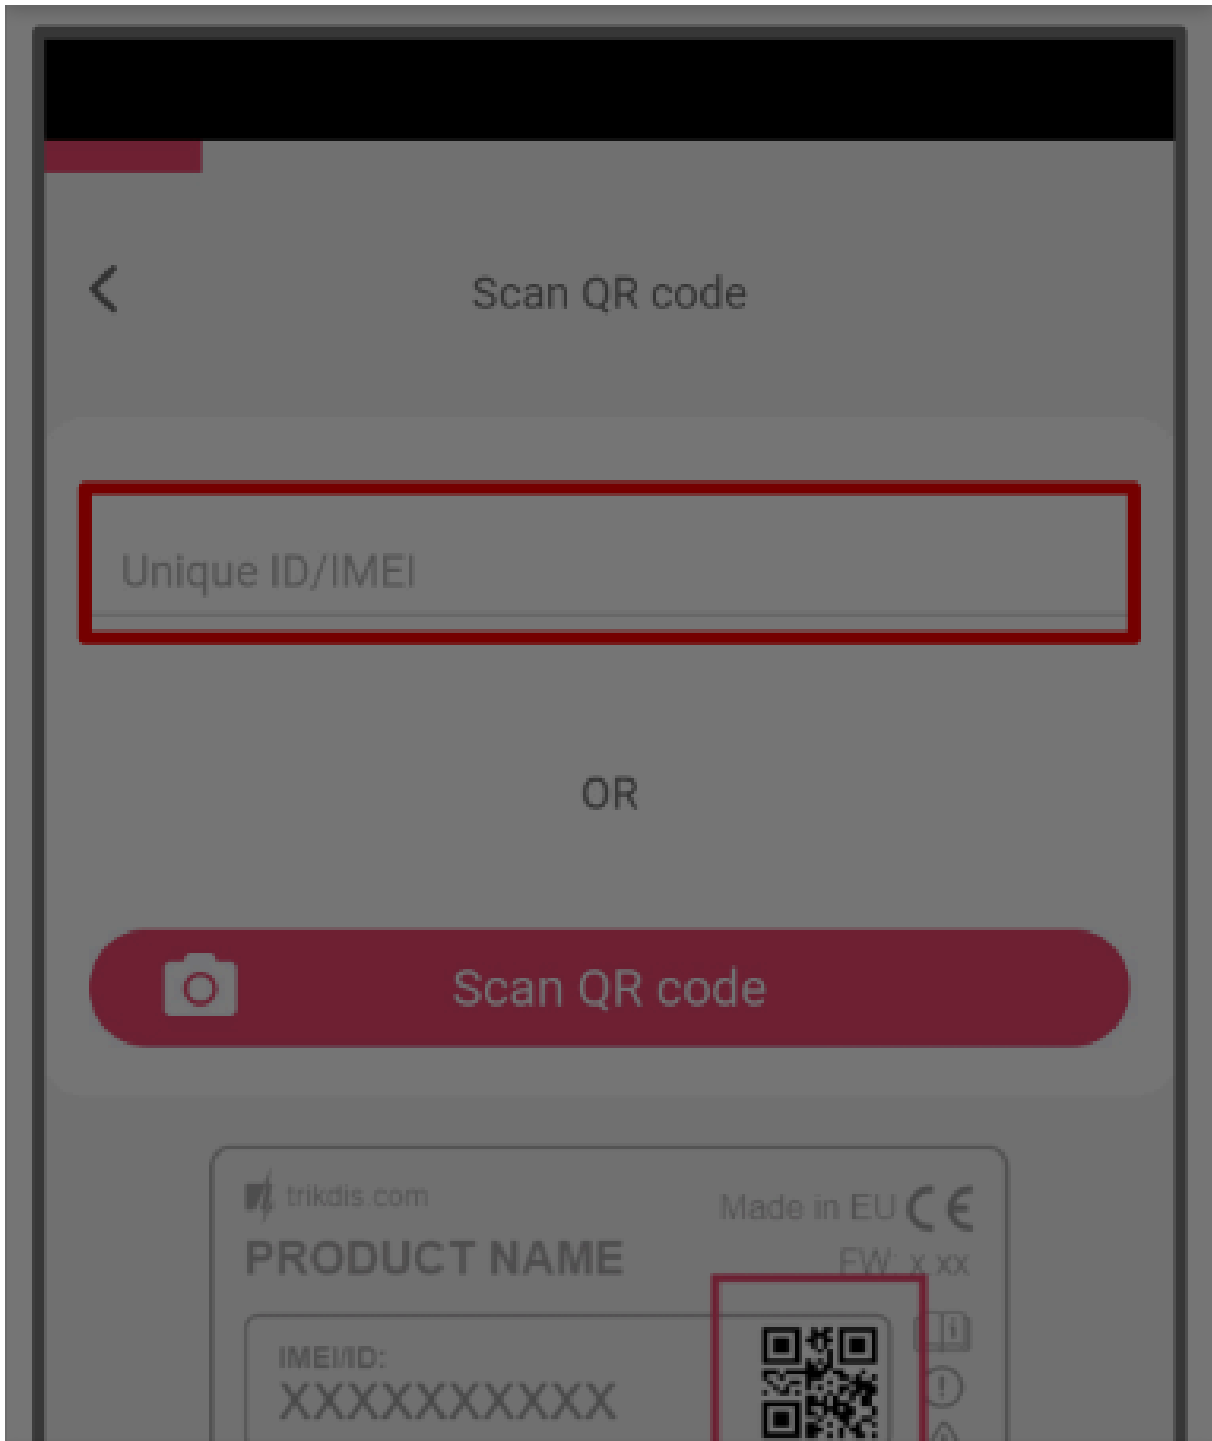 Scan QR code
Unique ID/IMEI
OR
Scan QR code
trikdis.com
Made in EU CE
PRODUCT NAME
FW: x.xx
IMEI/ID:
XXXXXXXXXX